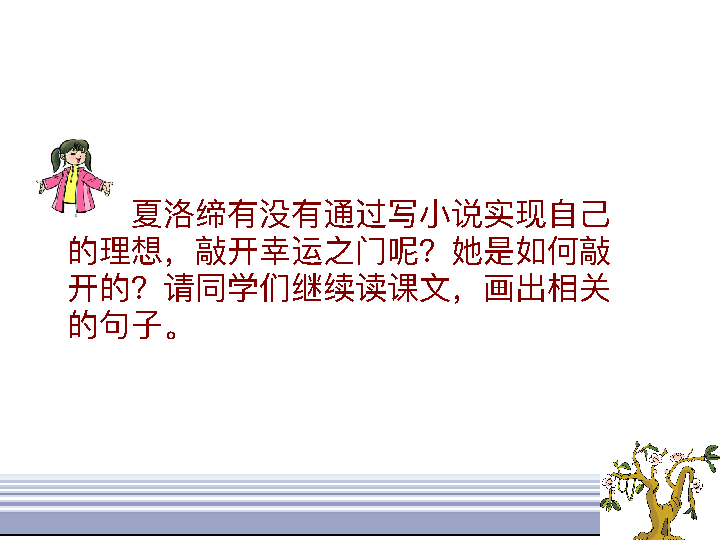 夏洛缔有没有通过写小说实现自己
的理想，敲开幸运之门呢？她是如何敲
开的？请同学们继续读课文，画出相关
的句子。